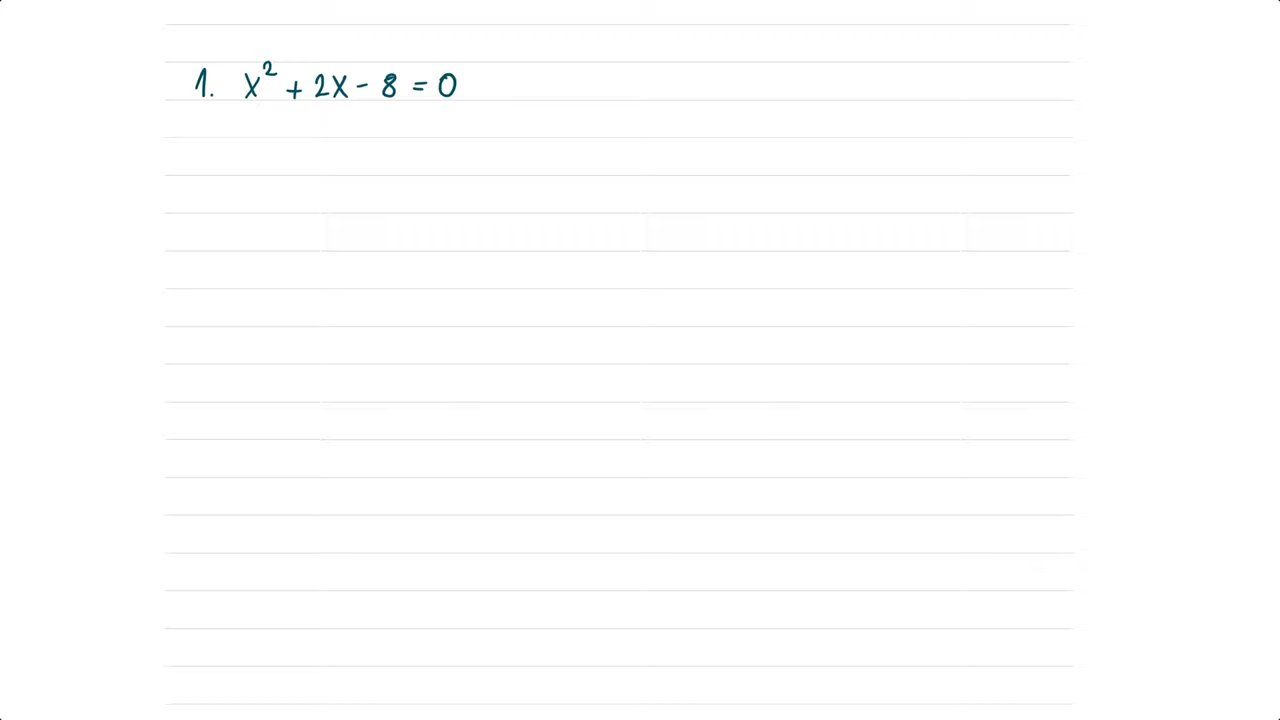 1. x² + 2x - 8 = 0